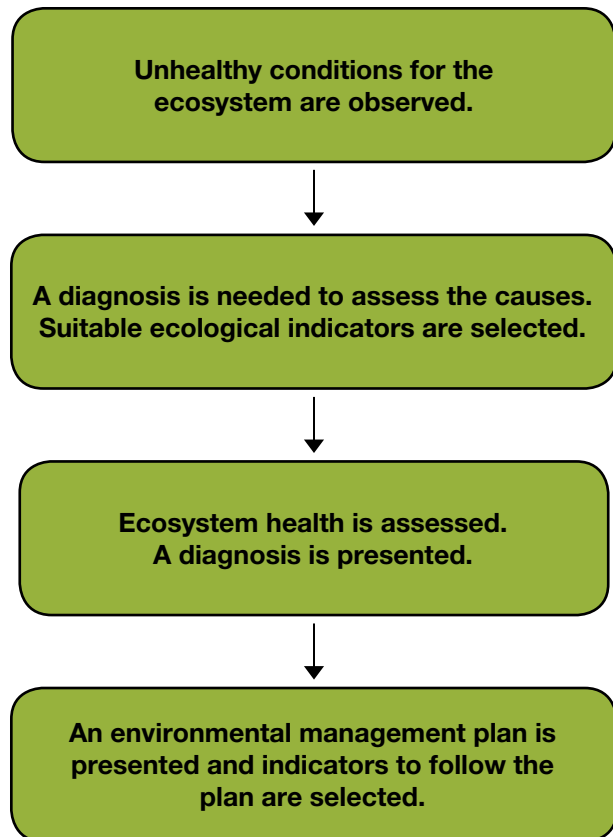 Unhealthy conditions for the
ecosystem are observed.
A diagnosis is needed to assess the causes.
Suitable ecological indicators are selected.
Ecosystem health is assessed.
A diagnosis is presented.
An environmental management plan is
presented and indicators to follow the
plan are selected.